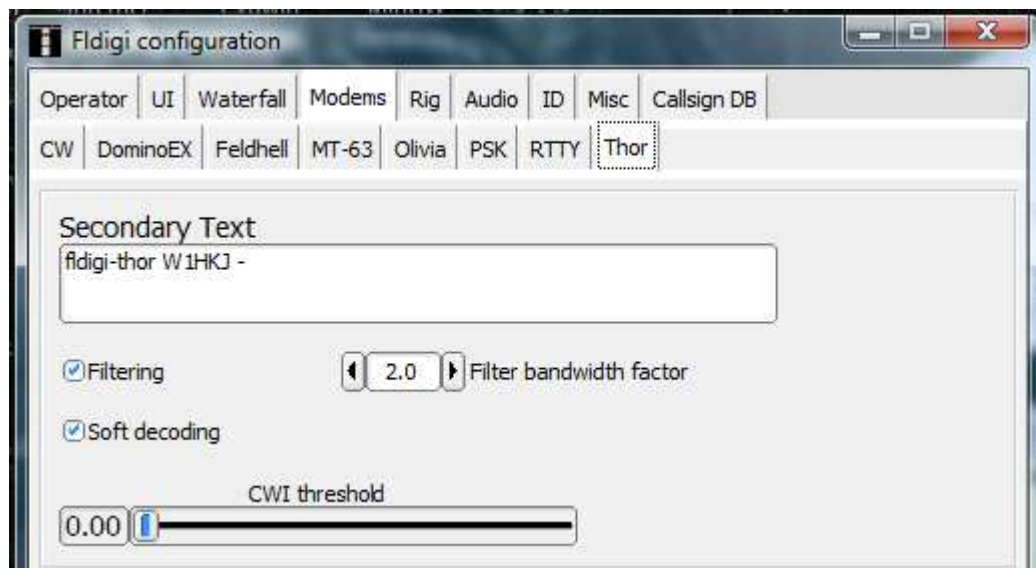 Fldigi configuration
Operator UI Waterfall Modems Rig Audio ID Misc Callsign DB
CW DominoEX Feldhell MT-63 Olivia PSK RTTY Thor
Secondary Text
fldigi-thor W1HKJ -
Filtering 2.0 Filter bandwidth factor
Soft decoding
CWI threshold
0.00